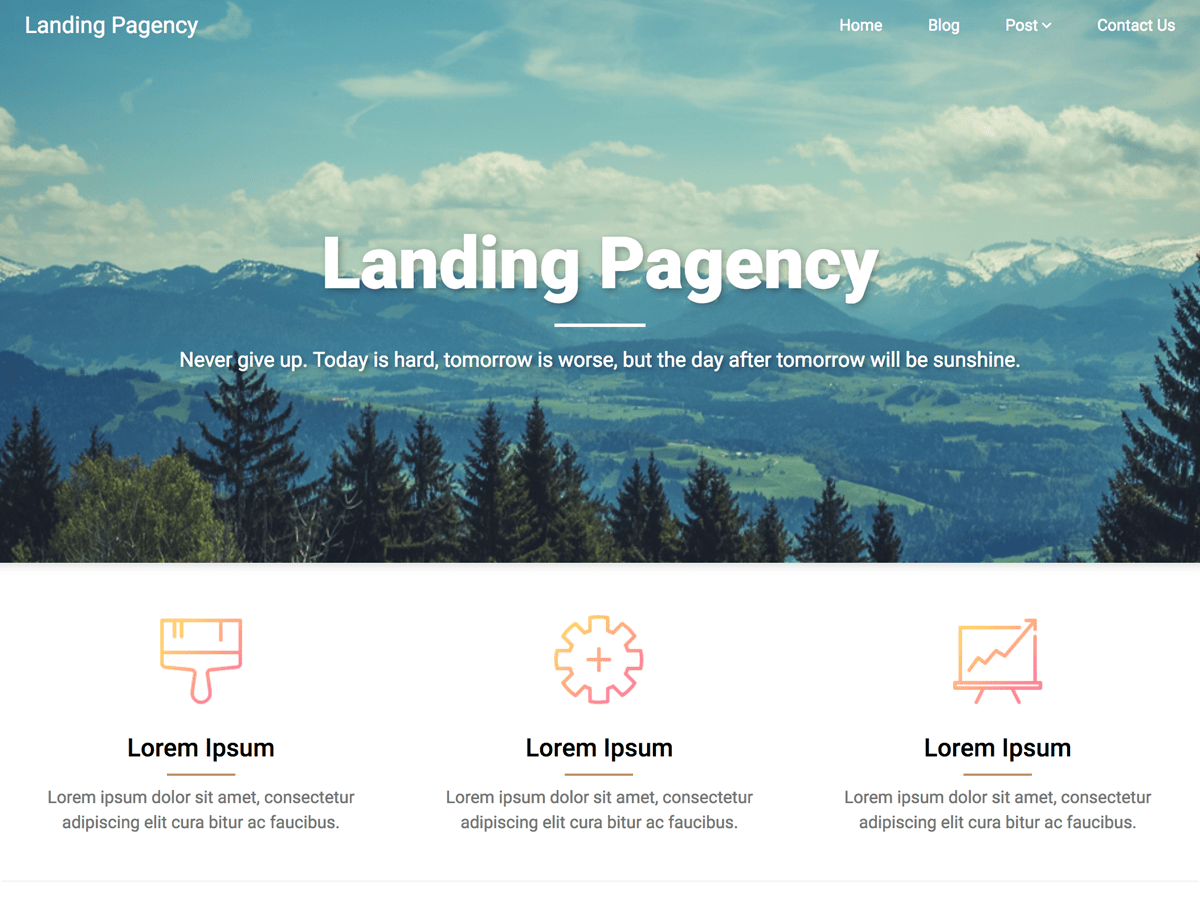 Landing Pagency
Home Blog Post Contact Us
Landing Pagency
Never give up. Today is hard, tomorrow is worse, but the day after tomorrow will be sunshine.
Lorem Ipsum
Lorem ipsum dolor sit amet, consectetur
adipiscing elit cura bitur ac faucibus.
Lorem Ipsum
Lorem ipsum dolor sit amet, consectetur
adipiscing elit cura bitur ac faucibus.
Lorem Ipsum
Lorem ipsum dolor sit amet, consectetur
adipiscing elit cura bitur ac faucibus.